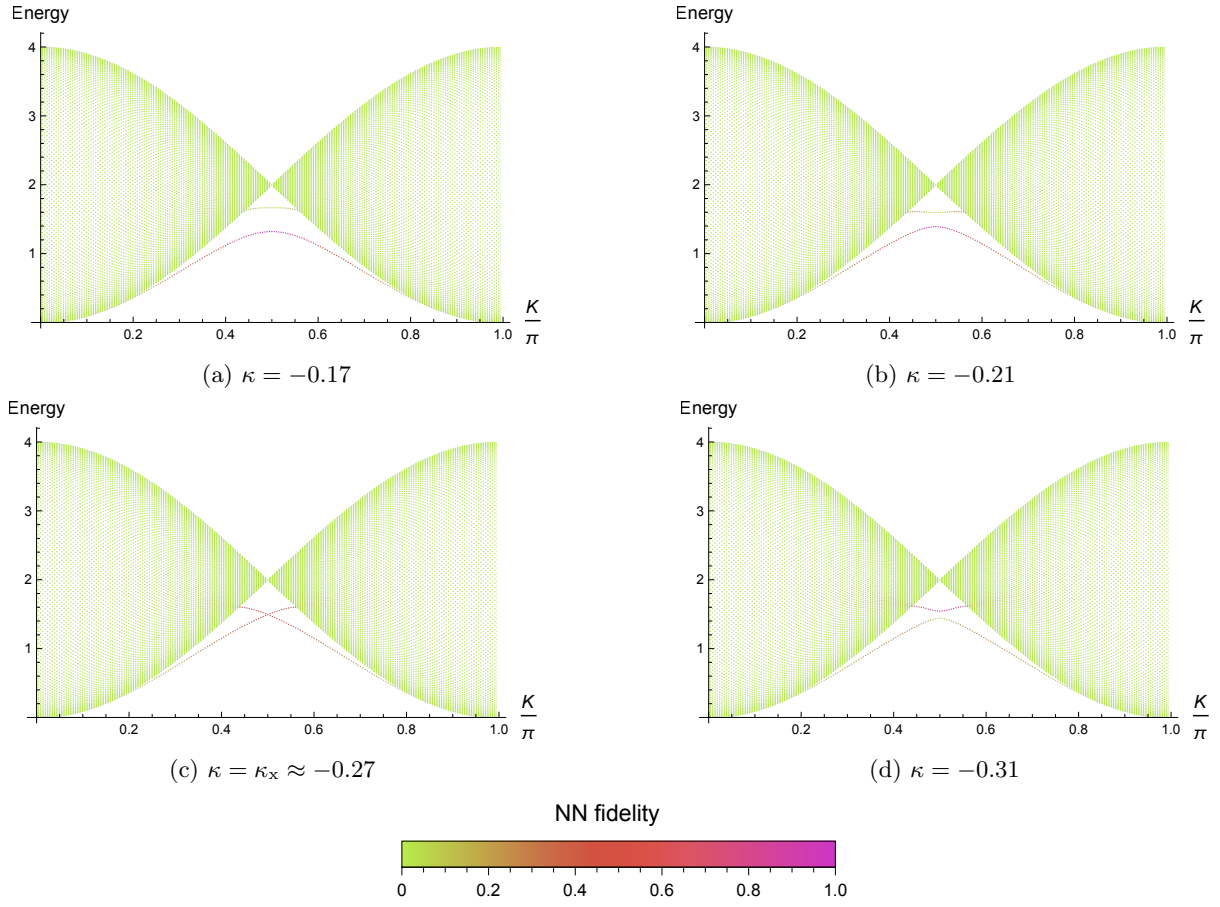 Energy
4
3
2
1
0.2 0.4 0.6 0.8 1.0
K
π
(a) κ = −0.17
Energy
4
3
2
1
0.2 0.4 0.6 0.8 1.0
K
π
(b) κ = −0.21
Energy
4
3
2
1
0.2 0.4 0.6 0.8 1.0
K
π
(c) κ = κx ≈ −0.27
Energy
4
3
2
1
0.2 0.4 0.6 0.8 1.0
K
π
(d) κ = −0.31
NN fidelity
0 0.2 0.4 0.6 0.8 1.0